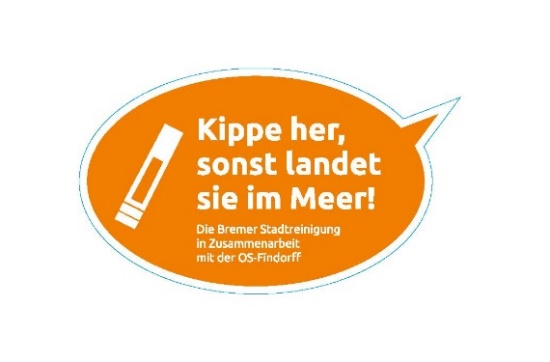 Kippe her,
sonst landet
sie im Meer!
Die Bremer Stadtreinigung
in Zusammenarbeit
mit der OS-Findorff